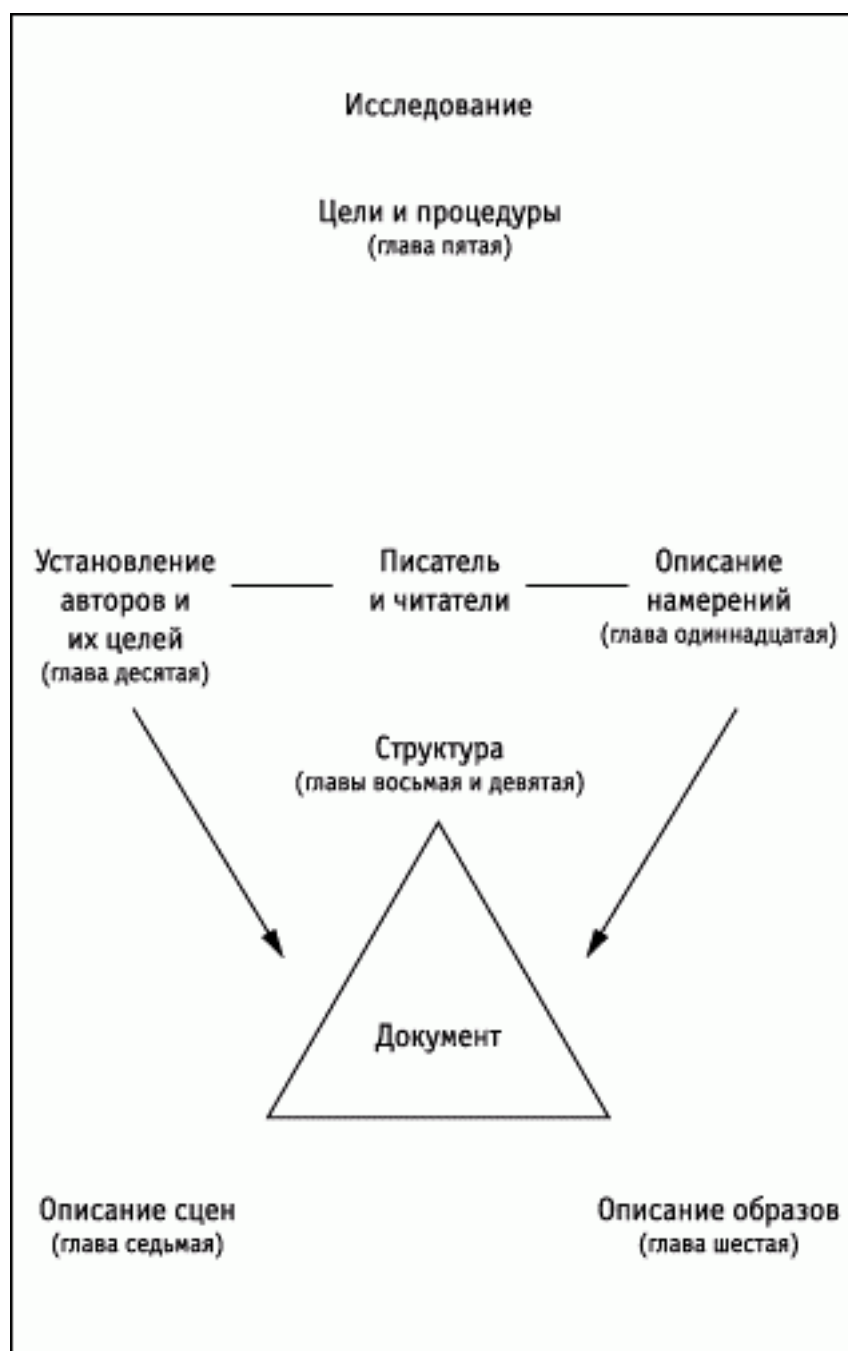 Исследование
Цели и процедуры
(глава пятая)
Установление
авторов и
их целей
(глава десятая)
Писатель
и читатели
Описание
намерений
(глава одиннадцатая)
Структура
(главы восьмая и девятая)
Документ
Описание сцен
(глава седьмая)
Описание образов
(глава шестая)